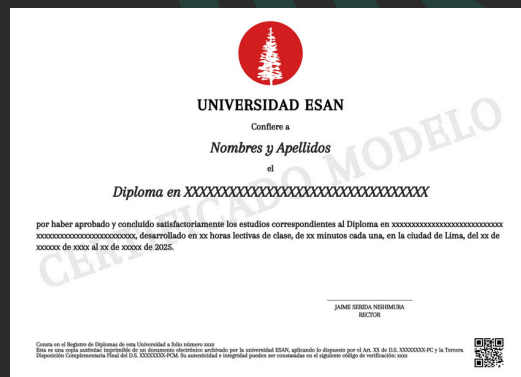 UNIVERSIDAD ESAN
Confiere a
Nombres y Apellidos
el
Diploma en XXXXXXXXXXXXXXXXXXXXXXXXXXXXXXXXX
por haber aprobado y concluido satisfactoriamente los estudios correspondientes al Diploma en xxxxxxxxxxxxxxxxxxxxxxxxxxx
xxxxxxxxxxxxxxxxxxxxxxxx, desarrollado en xx horas lectivas de clase, de xx minutos cada una, en la ciudad de Lima, del xx de
xxxxxx de xxxx al xx de xxxxx de 2025.
CERTIFICADO MODELO
JAIME SERIDA NISHIMURA
RECTOR
Consta en el Registro de Diplomas de esta Universidad a folio número xxxx
Esta es una copia auténtiac imprimible de un documento electrónico archivado por la universidad ESAN, aplicando lo dispuesto por el Art. XX de D.S. XXXXXXXX-PC y la Tercera
Disposición Complementaria Final del D.S. XXXXXXXX-PCM. Su autenticidad e integridad pueden ser constatadas en el siguiente código de verificación: xxxx